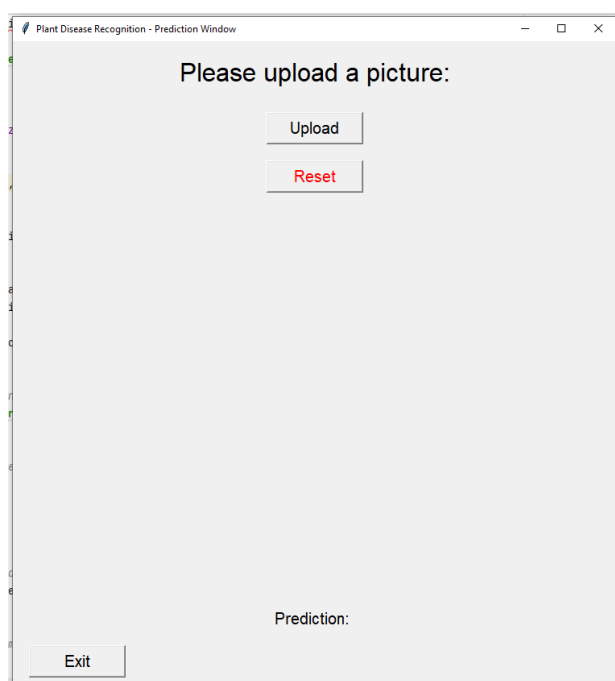 Plant Disease Recognition - Prediction Window
Please upload a picture:
Upload
Reset
Prediction:
Exit